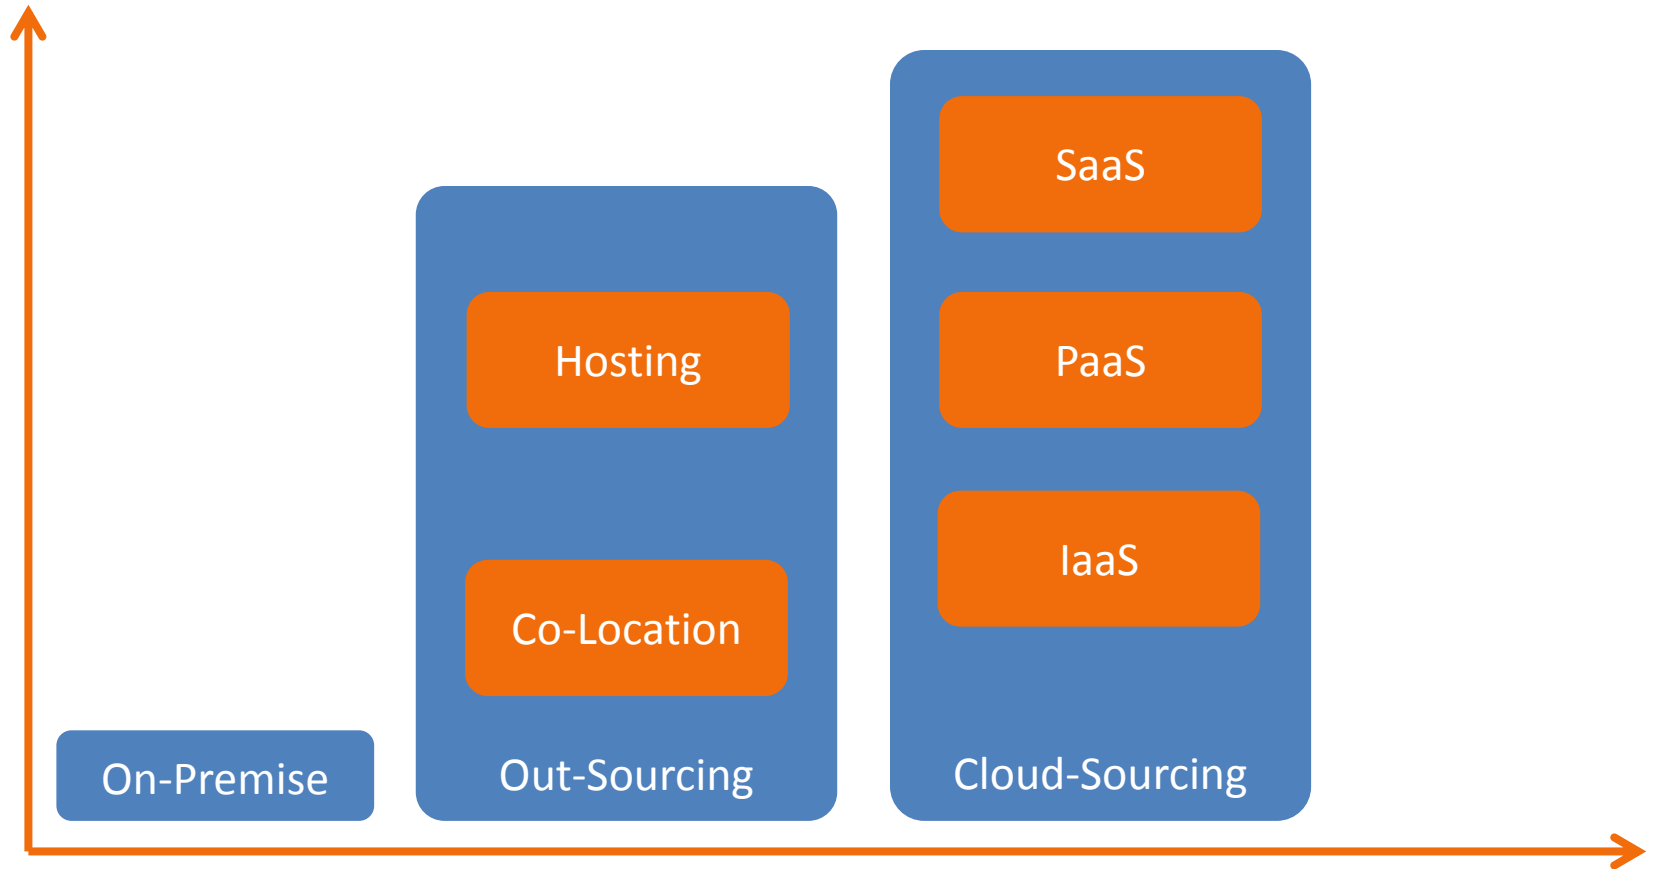 On-Premise
Hosting
Co-Location
Out-Sourcing
SaaS
PaaS
IaaS
Cloud-Sourcing